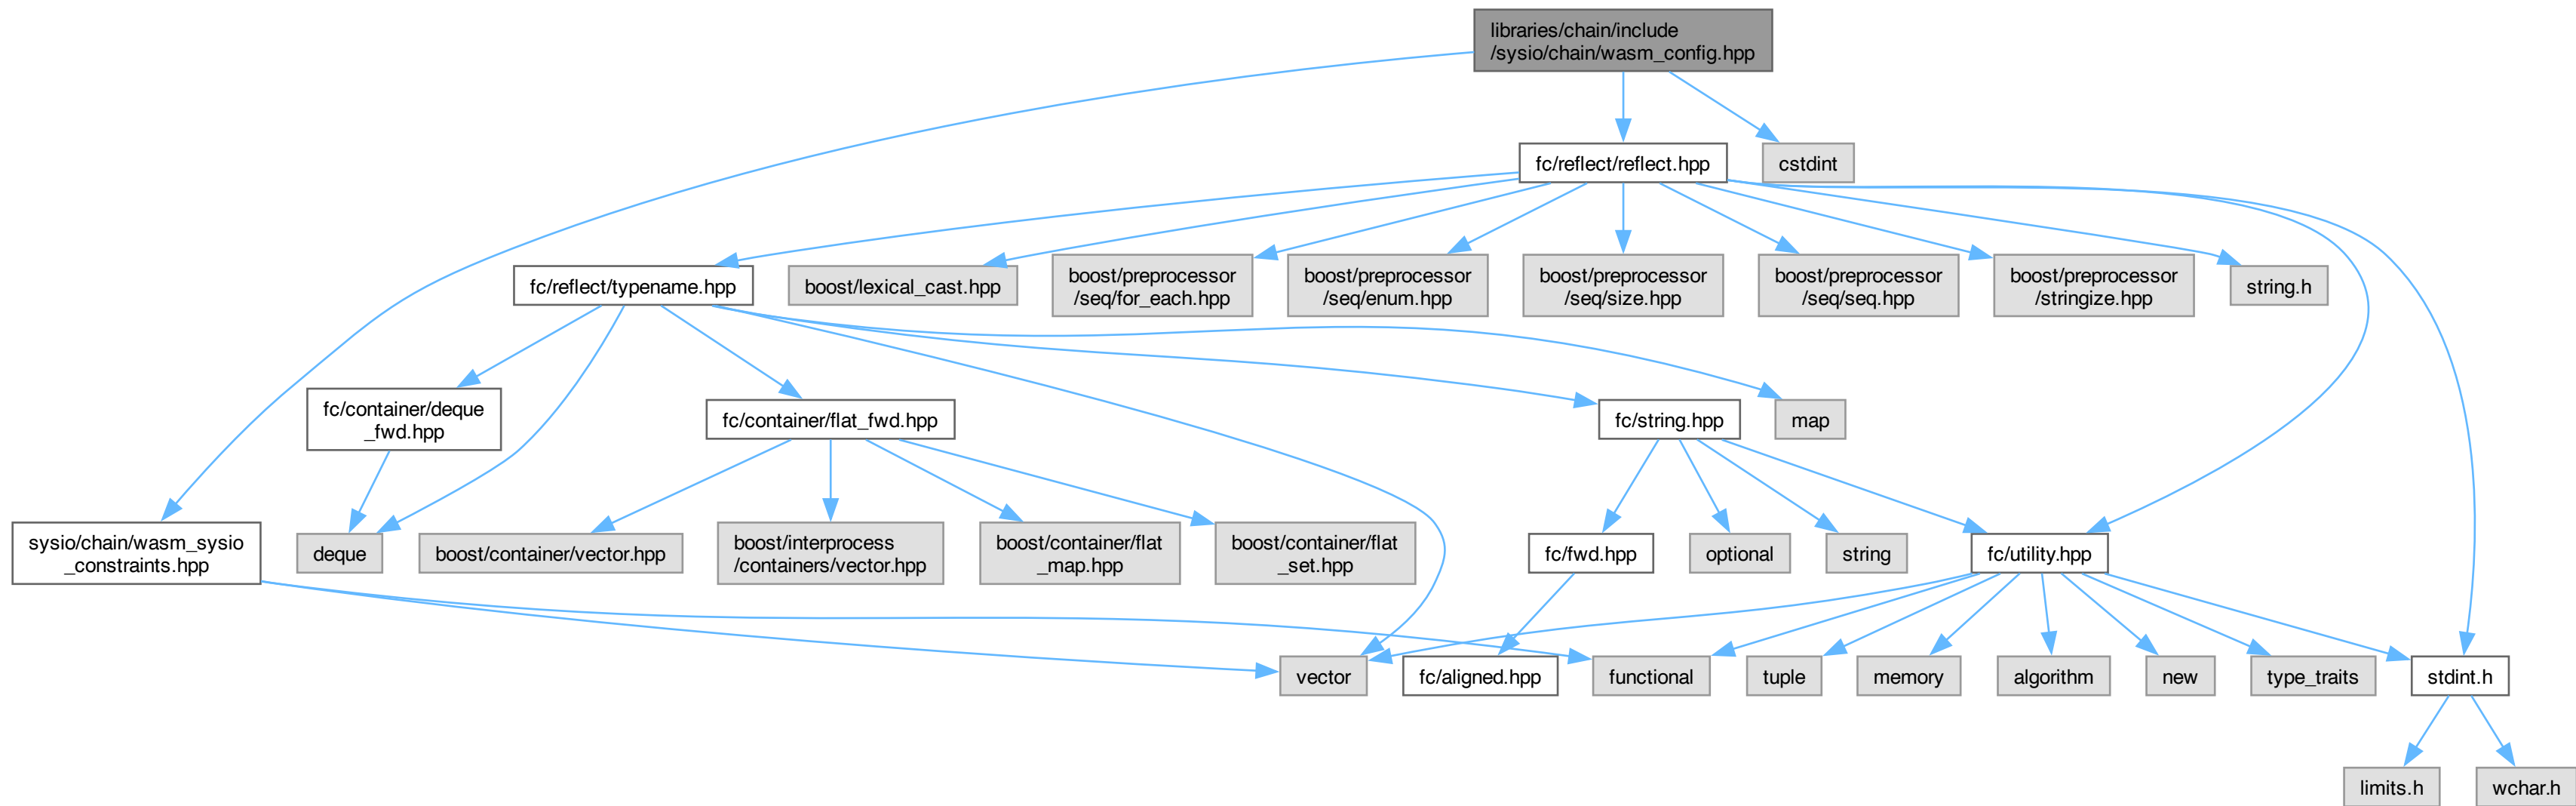 libraries/chain/include
/sysio/chain/wasm_config.hpp
fc/reflect/reflect.hpp
cstdint
fc/reflect/typename.hpp
boost/lexical_cast.hpp
boost/preprocessor
/seq/for_each.hpp
boost/preprocessor
/seq/enum.hpp
boost/preprocessor
/seq/size.hpp
boost/preprocessor
/seq/seq.hpp
boost/preprocessor
/stringize.hpp
string.h
fc/container/deque
_fwd.hpp
fc/container/flat_fwd.hpp
fc/string.hpp
map
sysio/chain/wasm_sysio
_constraints.hpp
deque
boost/container/vector.hpp
boost/interprocess
/containers/vector.hpp
boost/container/flat
_map.hpp
boost/container/flat
_set.hpp
fc/fwd.hpp
optional
string
fc/utility.hpp
vector
fc/aligned.hpp
functional
tuple
memory
algorithm
new
type_traits
stdint.h
limits.h
wchar.h